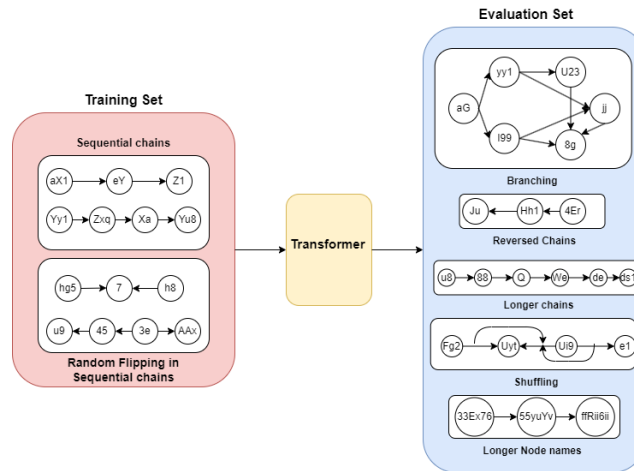 Training Set
Sequential chains
aX1 eY Z1
Yy1 Zxq Xa Yu8
hg5 7 h8
u9 45 3e AAx
Random Flipping in
Sequential chains
Transformer
Evaluation Set
yy1 U23
aG jj
I99 8g
Branching
Ju Hh1 4Er
Reversed Chains
u8 88 Q We de ds1
Longer chains
Fg2 Uyt Ui9 e1
Shuffling
33Ex76 55yuYv ffRii6ii
Longer Node names